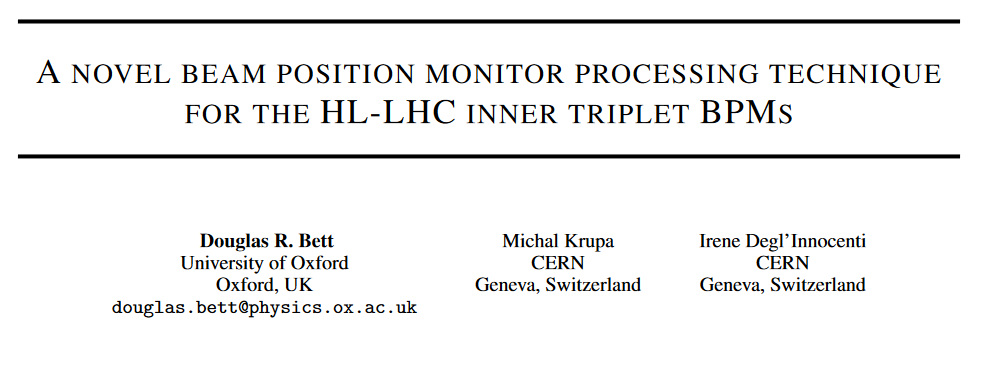 A NOVEL BEAM POSITION MONITOR PROCESSING TECHNIQUE
FOR THE HL-LHC INNER TRIPLET BPMS
Douglas R. Bett
University of Oxford
Oxford, UK
douglas.bett@physics.ox.ac.uk
Michal Krupa
CERN
Geneva, Switzerland
Irene Degl'Innocenti
CERN
Geneva, Switzerland